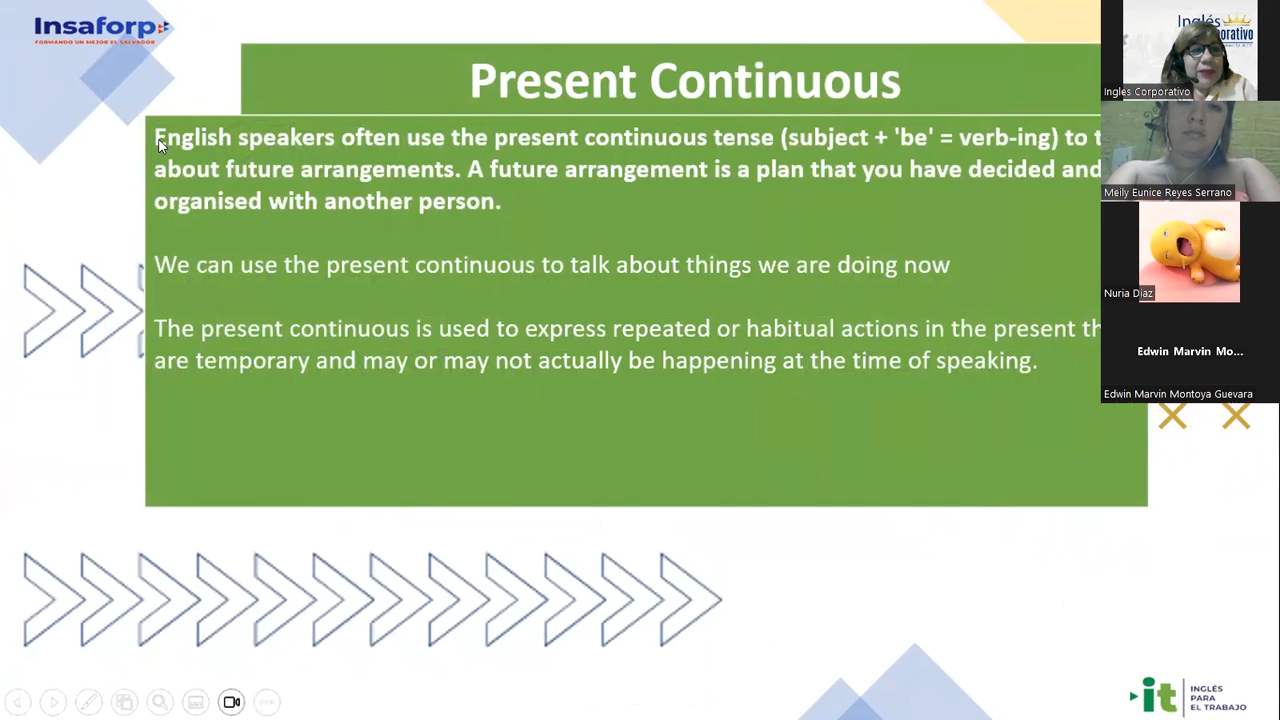 Insaforp
FORMANDO UN MEJOR EL SALVADOR
Present Continuous
English speakers often use the present continuous tense (subject + 'be' = verb-ing) to t
about future arrangements. A future arrangement is a plan that you have decided and
organised with another person.
We can use the present continuous to talk about things we are doing now
The present continuous is used to express repeated or habitual actions in the present th
are temporary and may or may not actually be happening at the time of speaking.
Inglés
Ingles Corporativo
Meily Eunice Reyes Serrano
Nuria Diaz
Edwin Marvin Mo...
Edwin Marvin Montoya Guevara
it
INGLÉS
PARA
EL TRABAJO